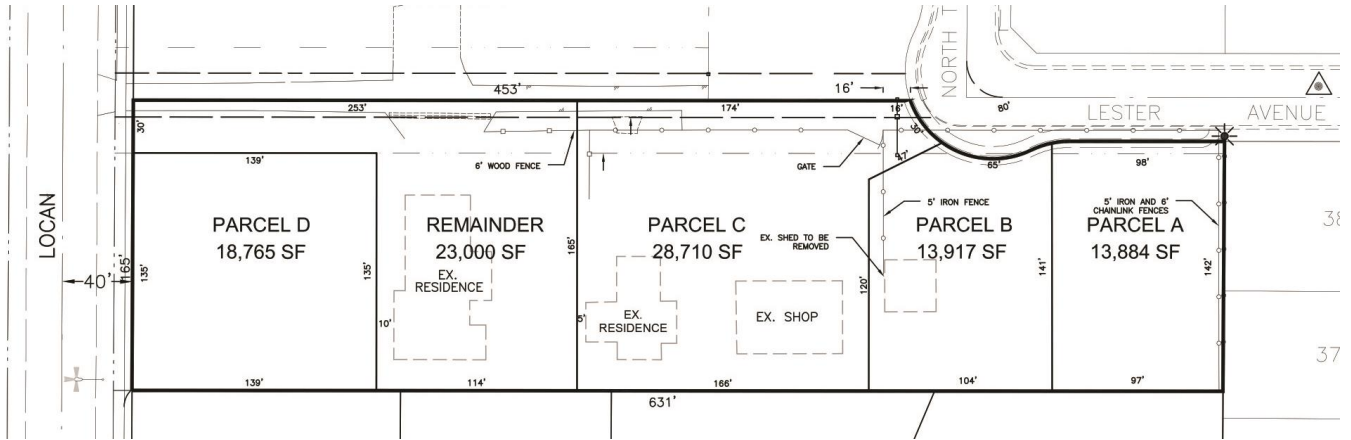 NORTH T
453'
16'
253'
174'
16'
80'
LESTER AVENUE
30'
30'
139'
6' WOOD FENCE
GATE
47'
65'
98'
LOCAN
PARCEL D
18,765 SF
REMAINDER
23,000 SF
PARCEL C
28,710 SF
5' IRON FENCE
PARCEL B
13,917 SF
5' IRON AND 6'
CHAINLINK FENCES
PARCEL A
13,884 SF
38
EX. SHED TO BE
REMOVED
165'
40'
135'
135'
165'
EX.
RESIDENCE
120'
141'
142'
10'
5'
EX.
RESIDENCE
EX. SHOP
37
139'
114'
166'
104'
97'
631'